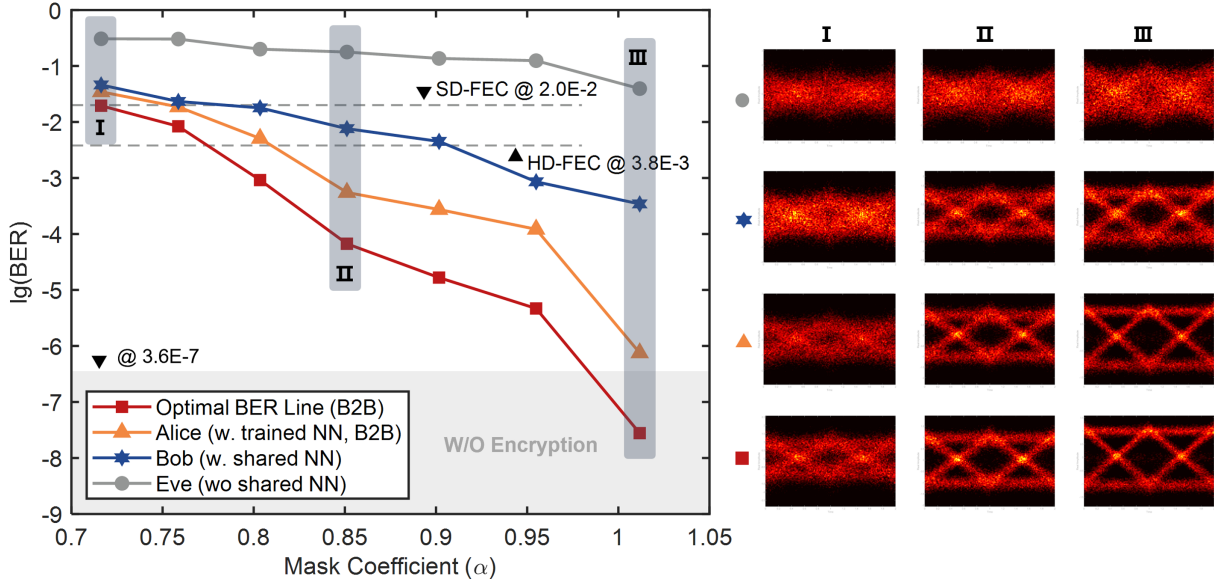 lg(BER)
0
-1
-2
-3
-4
-5
-6
-7
-8
-9
0.7
0.75
0.8
0.85
0.9
0.95
1
1.05
Mask Coefficient (α)
I
II
III
▼ SD-FEC @ 2.0E-2
▲ HD-FEC @ 3.8E-3
▼ @ 3.6E-7
W/O Encryption
Optimal BER Line (B2B)
Alice (w. trained NN, B2B)
Bob (w. shared NN)
Eve (wo shared NN)
I
II
III